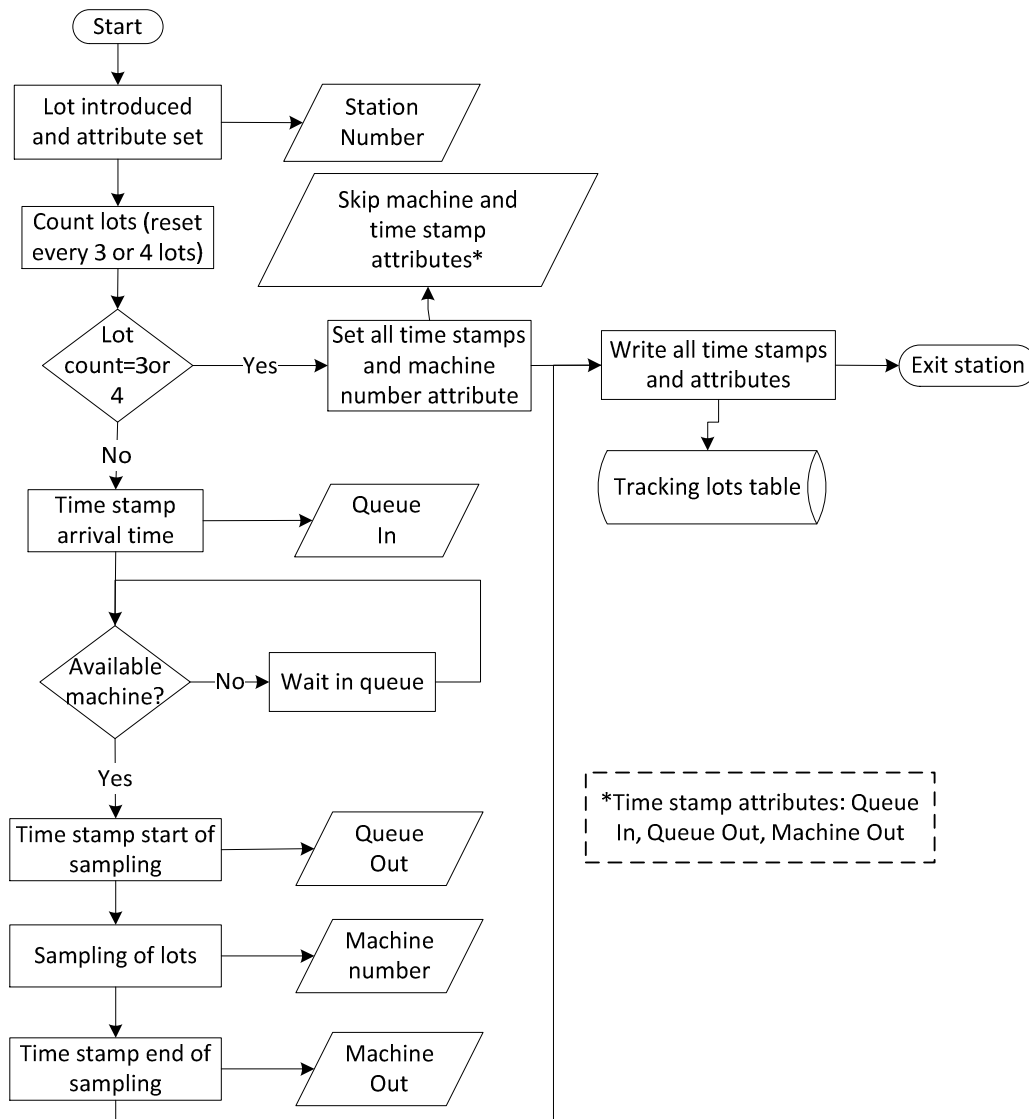 Start
Lot introduced
and attribute set
Station
Number
Count lots (reset
every 3 or 4 lots)
Skip machine and
time stamp
attributes*
Lot
count=3or
4
Yes
Set all time stamps
and machine
number attribute
Write all time stamps
and attributes
Exit station
No
Tracking lots table
Time stamp
arrival time
Queue
In
Available
machine?
No
Wait in queue
Yes
*Time stamp attributes: Queue
In, Queue Out, Machine Out
Time stamp start of
sampling
Queue
Out
Sampling of lots
Machine
number
Time stamp end of
sampling
Machine
Out